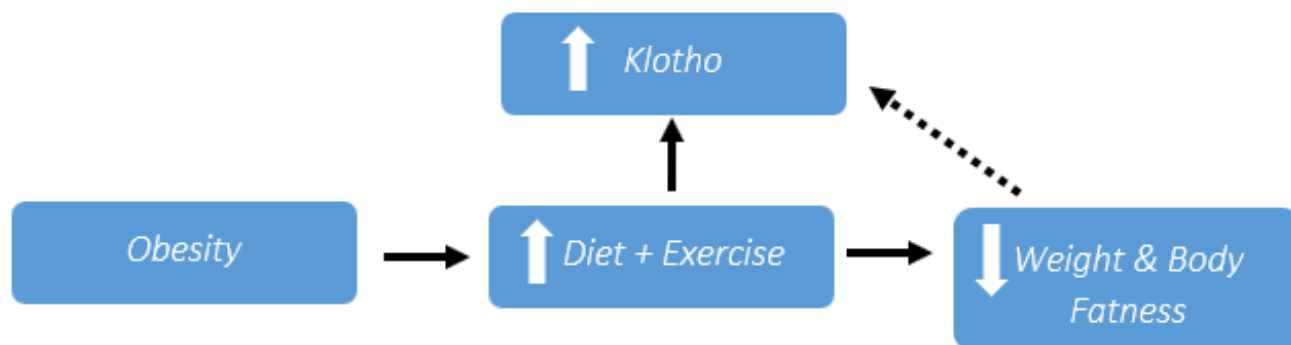 Klotho
Obesity
Diet + Exercise
Weight & Body
Fatness